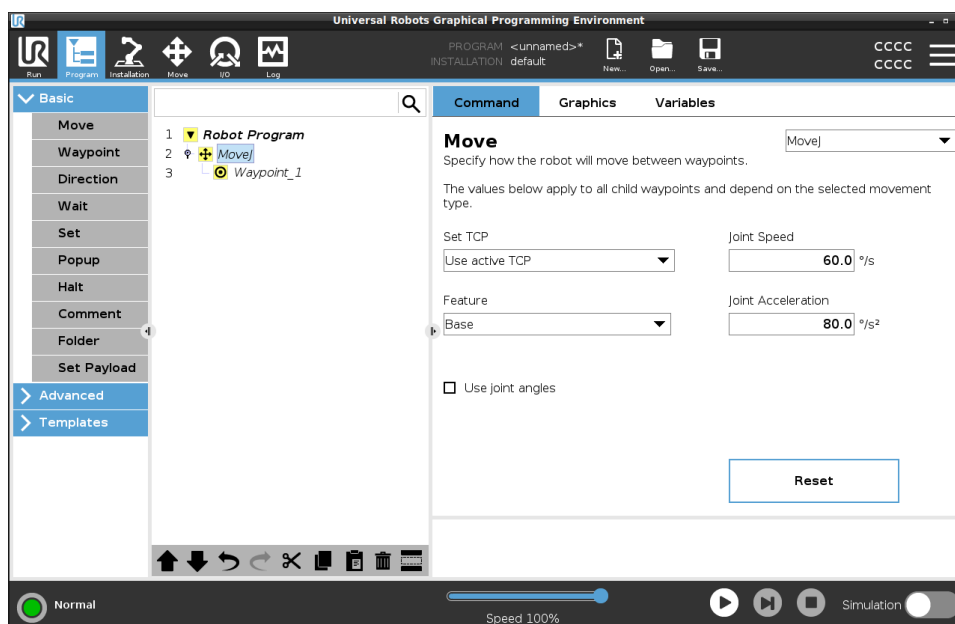 Universal Robots Graphical Programming Environment
UR
Run
Program
Installation
Move
I/O
Log
PROGRAM <unnamed>*
INSTALLATION default
New...
Open...
Save...
CCCC
CCCC
Basic
Move
Waypoint
Direction
Wait
Set
Popup
Halt
Comment
Folder
Set Payload
Advanced
Templates
1 Robot Program
2 MoveJ
3 Waypoint_1
Command Graphics Variables
Move
MoveJ
Specify how the robot will move between waypoints.
The values below apply to all child waypoints and depend on the selected movement
type.
Set TCP
Joint Speed
Use active TCP
60.0 °/s
Feature
Joint Acceleration
Base
80.0 °/s²
Use joint angles
Reset
Normal
Speed 100%
Simulation